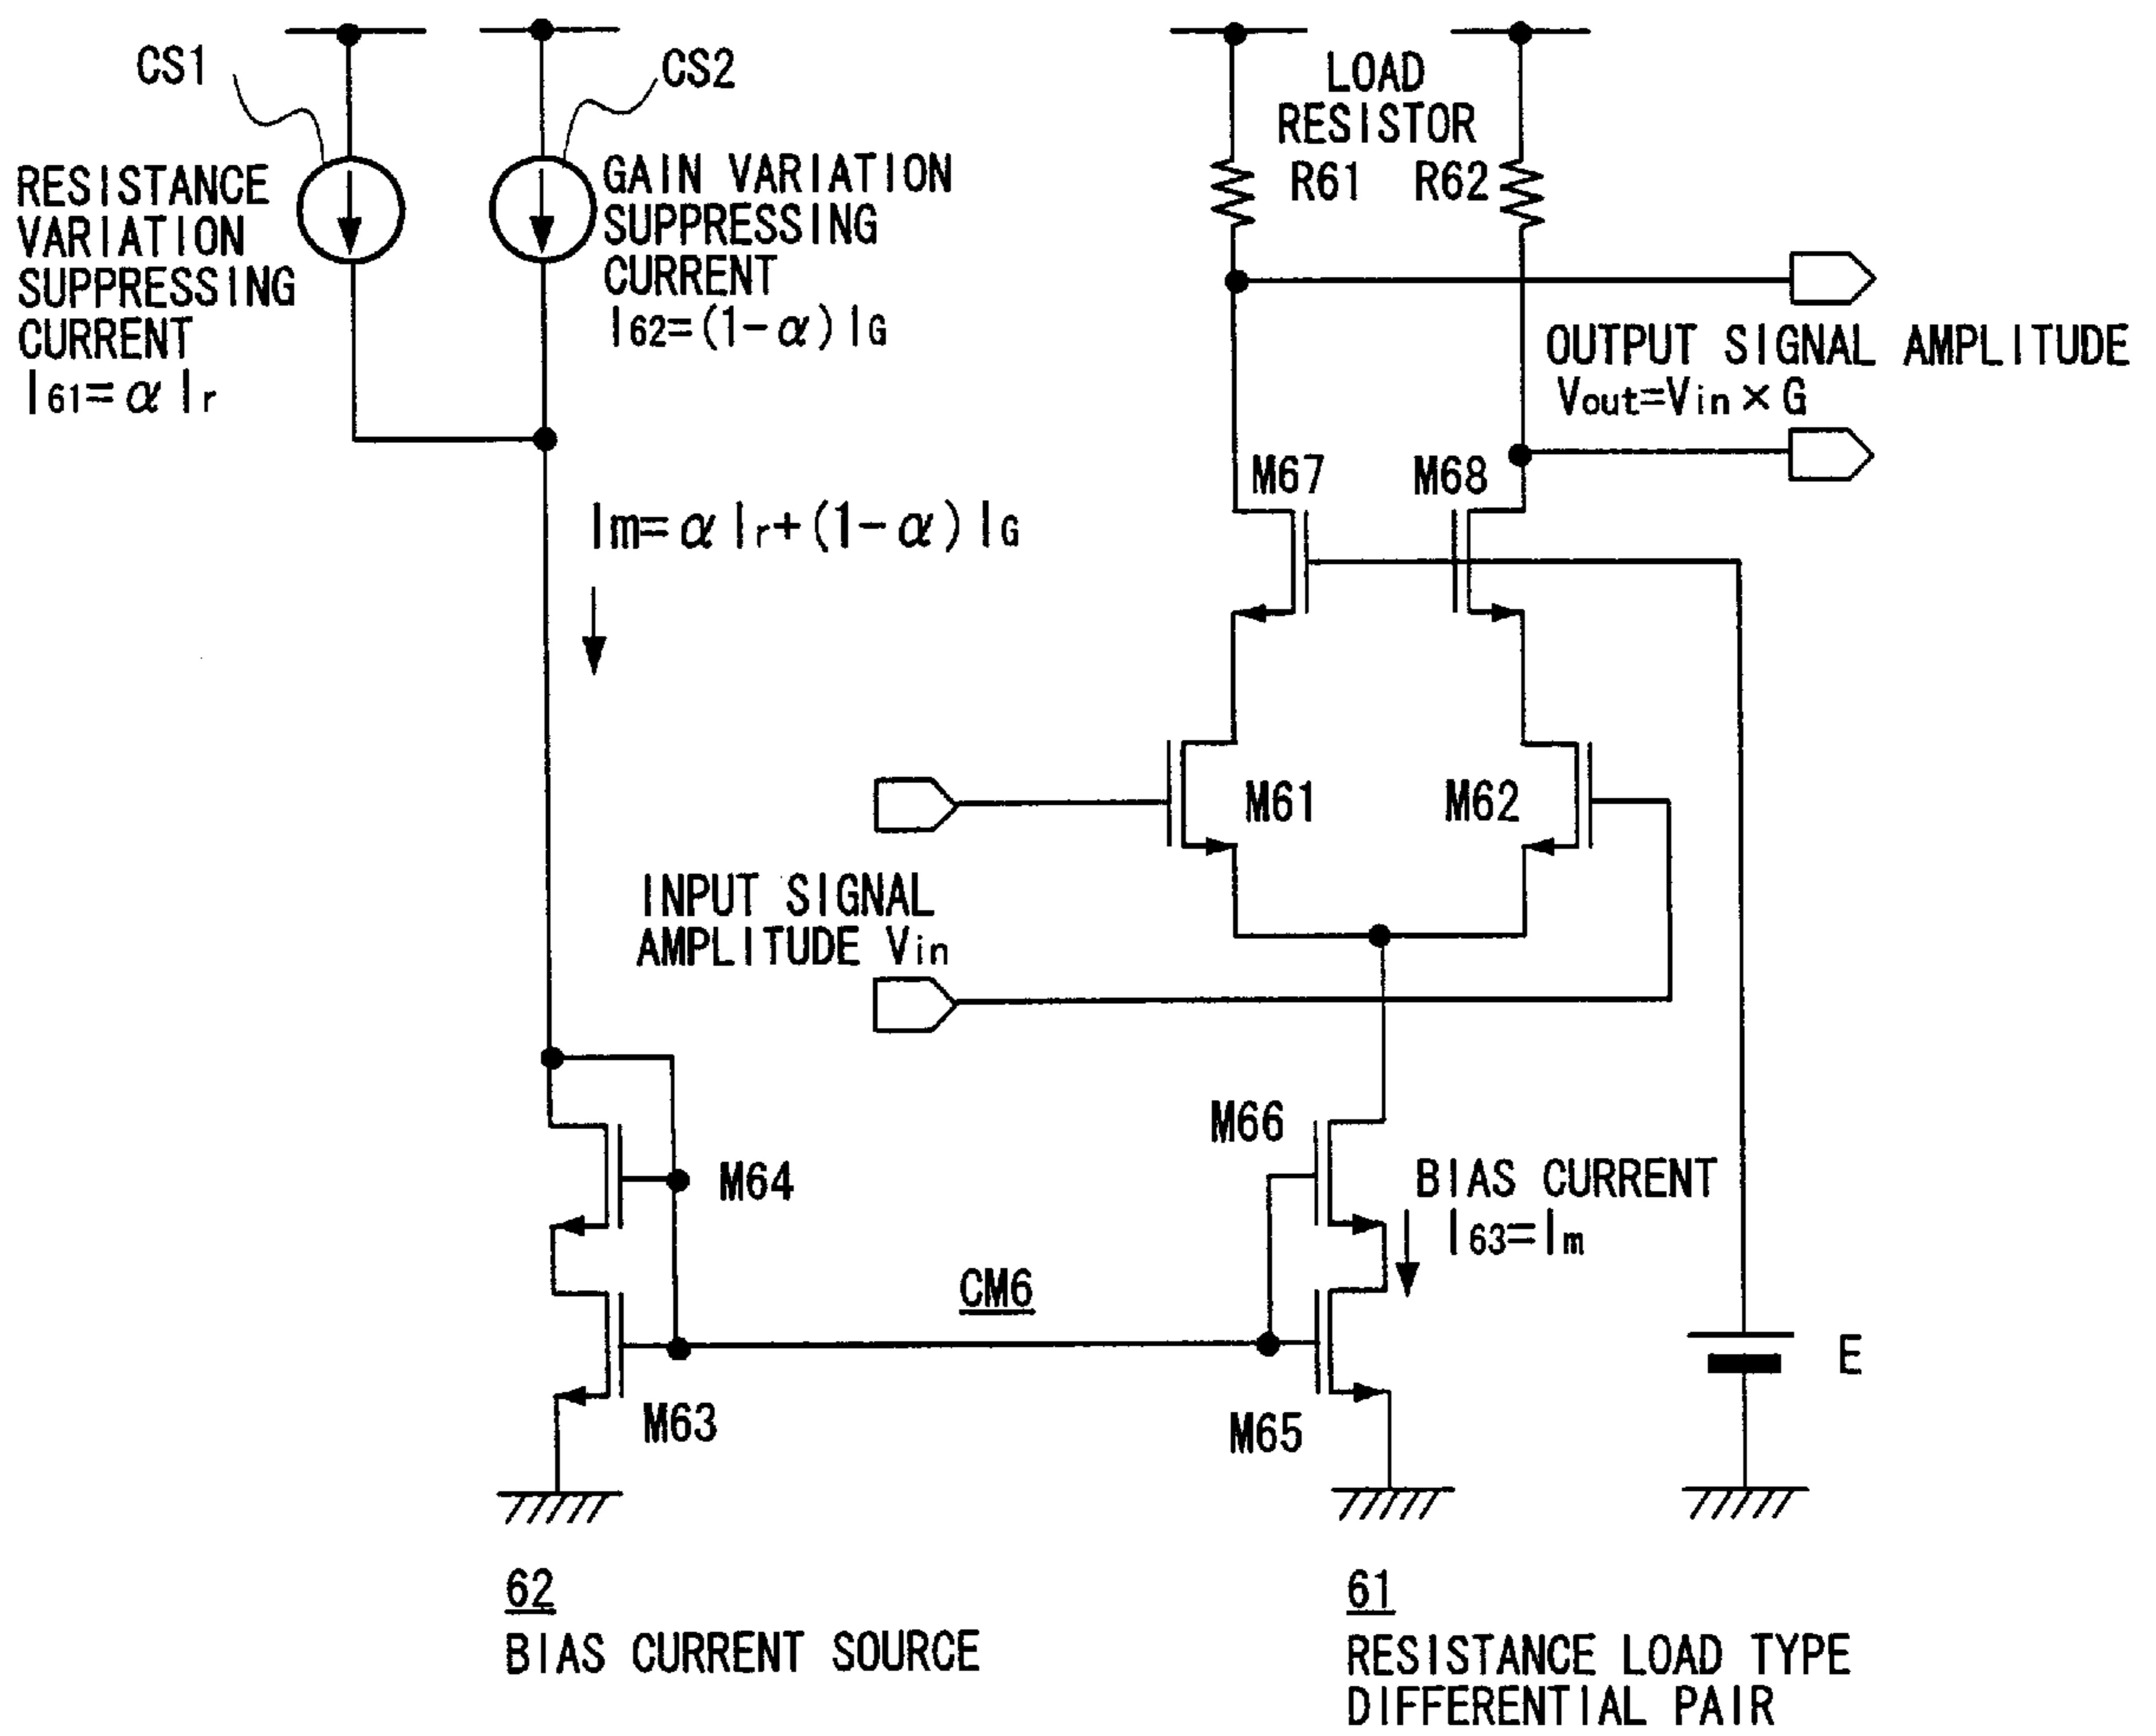 CS1
CS2
RESISTANCE
VARIATION
SUPPRESSING
CURRENT
I61=αIr
GAIN VARIATION
SUPPRESSING
CURRENT
I62=(1-α)IG
LOAD
RESISTOR
R61 R62
OUTPUT SIGNAL AMPLITUDE
Vout=Vin×G
Im=αIr+(1-α)IG
M67
M68
M61
M62
INPUT SIGNAL
AMPLITUDE Vin
M64
M66
BIAS CURRENT
I63=Im
CM6
M63
M65
E
62
BIAS CURRENT SOURCE
61
RESISTANCE LOAD TYPE
DIFFERENTIAL PAIR